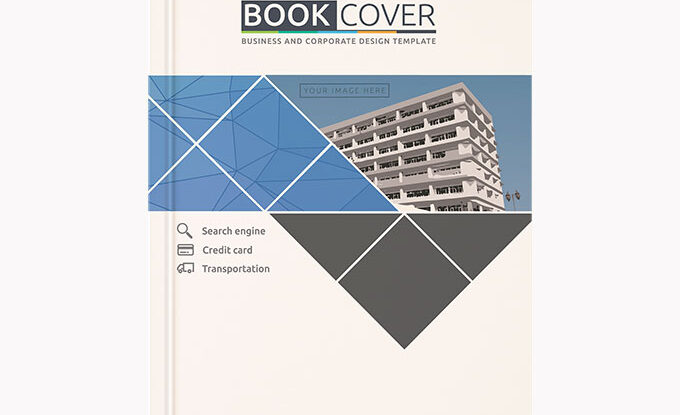 BOOK COVER
BUSINESS AND CORPORATE DESIGN TEMPLATE
YOUR IMAGE HERE
Search engine
Credit card
Transportation